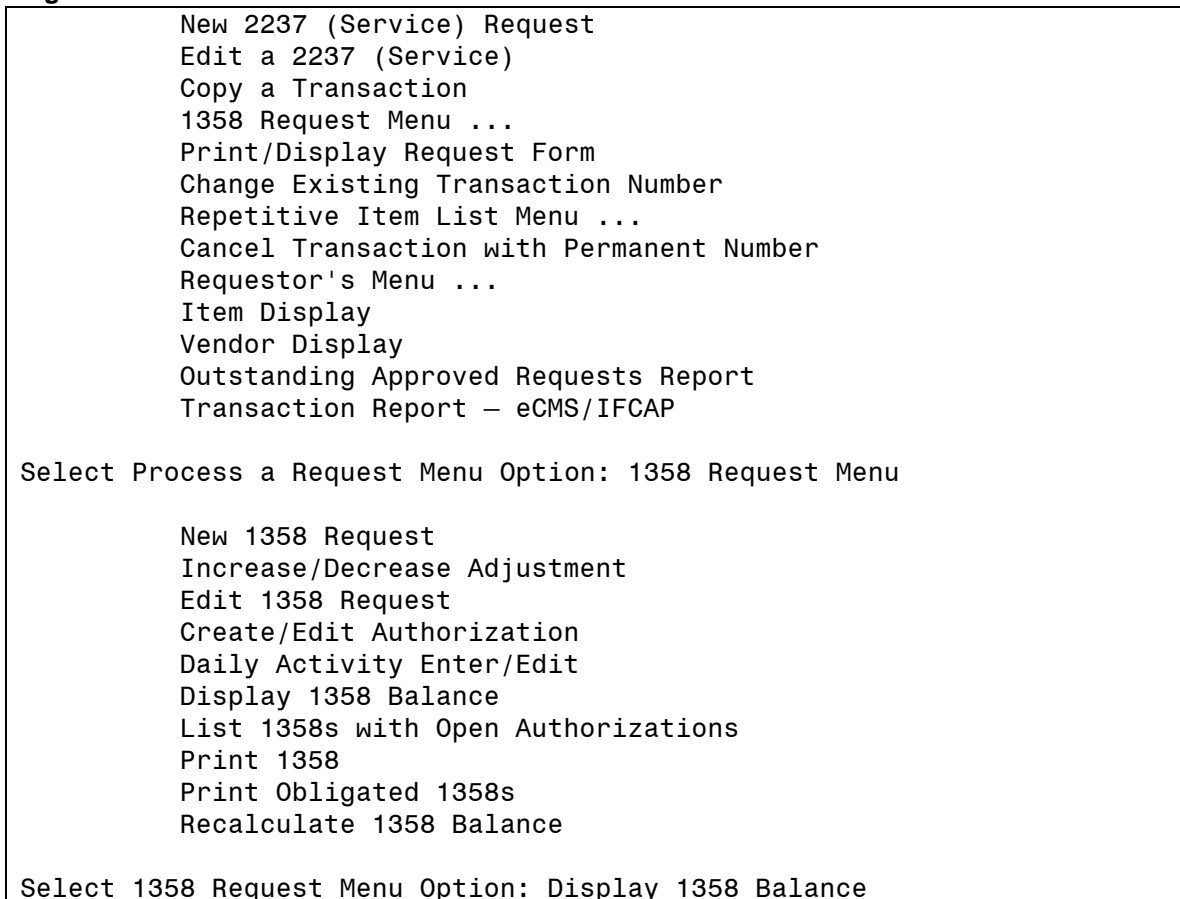 New 2237 (Service) Request
Edit a 2237 (Service)
Copy a Transaction
1358 Request Menu ...
Print/Display Request Form
Change Existing Transaction Number
Repetitive Item List Menu ...
Cancel Transaction with Permanent Number
Requestor's Menu ...
Item Display
Vendor Display
Outstanding Approved Requests Report
Transaction Report – eCMS/IFCAP
Select Process a Request Menu Option: 1358 Request Menu
New 1358 Request
Increase/Decrease Adjustment
Edit 1358 Request
Create/Edit Authorization
Daily Activity Enter/Edit
Display 1358 Balance
List 1358s with Open Authorizations
Print 1358
Print Obligated 1358s
Recalculate 1358 Balance
Select 1358 Request Menu Option: Display 1358 Balance